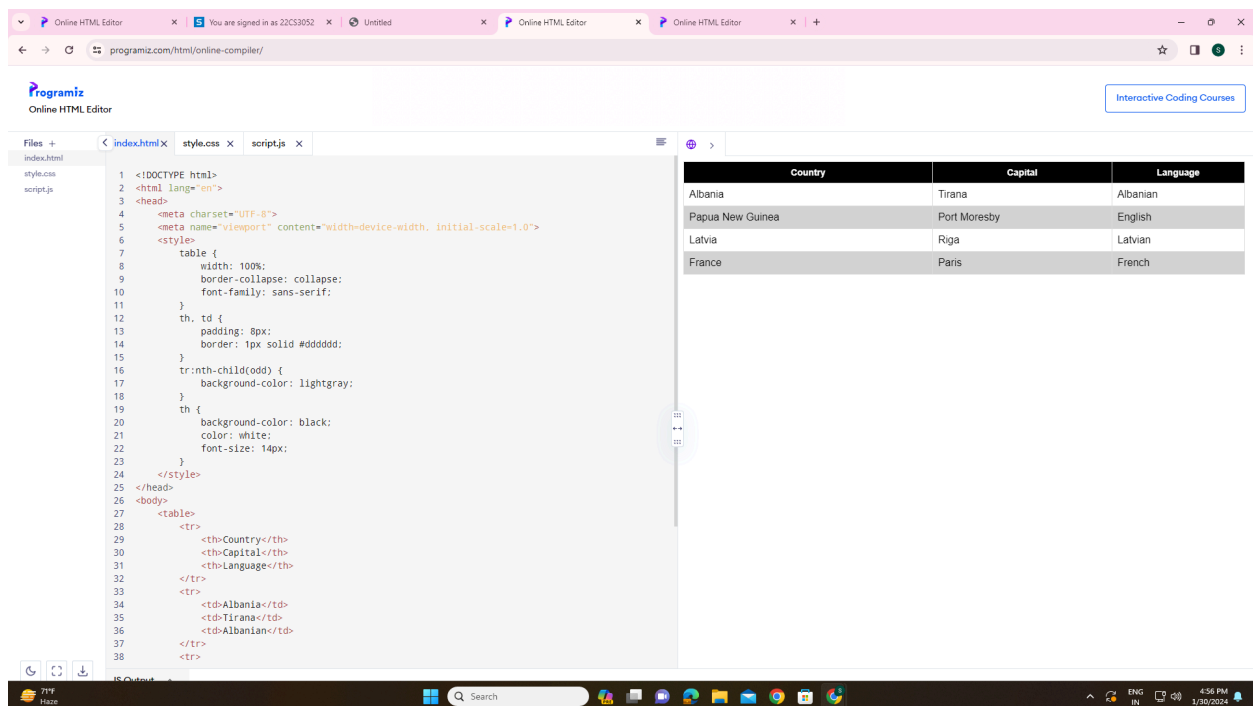 Online HTML Editor
You are signed in as 22CS3052
Untitled
Online HTML Editor
Online HTML Editor
programiz.com/html/online-compiler/
S
Programiz
Online HTML Editor
Interactive Coding Courses
Files +
index.html
style.css
script.js
index.html
style.css
script.js
1 <!DOCTYPE html>
2 <html lang="en">
3 <head>
4 <meta charset="UTF-8">
5 <meta name="viewport" content="width=device-width, initial-scale=1.0">
6 <style>
7 table {
8 width: 100%;
9 border-collapse: collapse;
10 font-family: sans-serif;
11 }
12 th, td {
13 padding: 8px;
14 border: 1px solid #dddddd;
15 }
16 tr:nth-child(odd) {
17 background-color: lightgray;
18 }
19 th {
20 background-color: black;
21 color: white;
22 font-size: 14px;
23 }
24 </style>
25 </head>
26 <body>
27 <table>
28 <tr>
29 <th>Country</th>
30 <th>Capital</th>
31 <th>Language</th>
32 </tr>
33 <tr>
34 <td>Albania</td>
35 <td>Tirana</td>
36 <td>Albanian</td>
37 </tr>
38 <tr>
JS Output
Country Capital Language
Albania Tirana Albanian
Papua New Guinea Port Moresby English
Latvia Riga Latvian
France Paris French
71°F
Haze
Search
ENG
IN
4:56 PM
1/30/2024